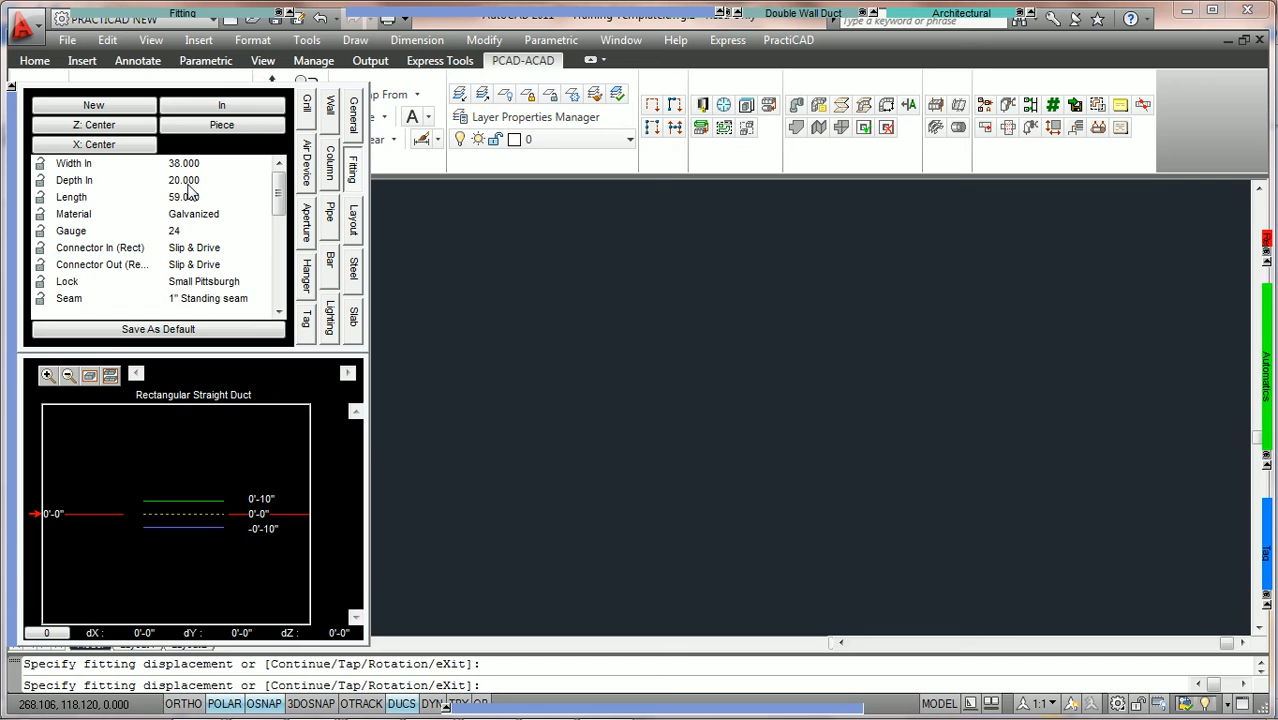 Fitting
Double Wall Duct
Architectural
PRACTICAD NEW
AutoCAD 2011
Type a keyword or phrase
File Edit View Insert Format Tools Draw Dimension Modify Parametric Window Help Express PractiCAD
Home Insert Annotate Parametric View Manage Output Express Tools PCAD-ACAD
From
A
Layer Properties Manager
0
New In
Z: Center Piece
X: Center
Width In 38.000
Depth In 20.000
Length
Material Galvanized
Gauge 24
Connector In (Rect) Slip & Drive
Connector Out (Re... Slip & Drive
Lock Small Pittsburgh
Seam 1" Standing seam
Save As Default
Grill
Air Device
Aperture
Hanger
Tag
Wall
Column
Pipe
Bar
Lighting
General
Fitting
Layout
Steel
Slab
Rectangular Straight Duct
0'-10"
0'-0" 0'-0"
-0'-10"
0 dX : 0'-0" dY : 0'-0" dZ : 0'-0"
Automatics
Tap
Specify fitting displacement or [Continue/Tap/Rotation/eXit]:
Specify fitting displacement or [Continue/Tap/Rotation/eXit]:
268.106, 118.120, 0.000 ORTHO POLAR OSNAP 3DOSNAP OTRACK DUCS MODEL 1:1